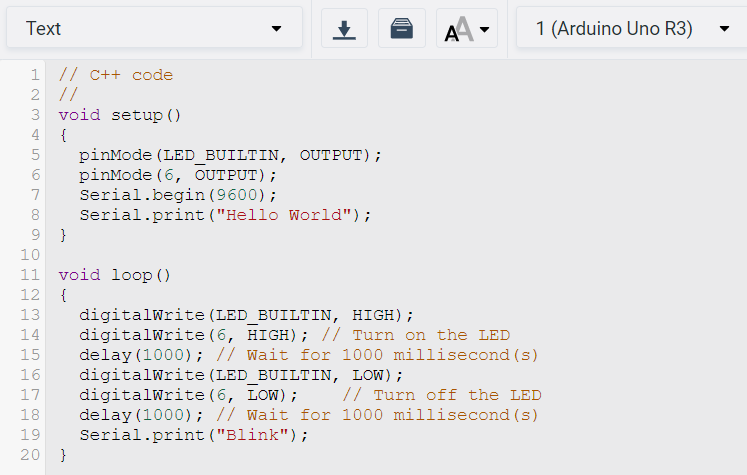 Text
1 (Arduino Uno R3)
1 // C++ code
2 //
3 void setup()
4 {
5   pinMode(LED_BUILTIN, OUTPUT);
6   pinMode(6, OUTPUT);
7   Serial.begin(9600);
8   Serial.print("Hello World");
9 }
10
11 void loop()
12 {
13   digitalWrite(LED_BUILTIN, HIGH);
14   digitalWrite(6, HIGH); // Turn on the LED
15   delay(1000); // Wait for 1000 millisecond(s)
16   digitalWrite(LED_BUILTIN, LOW);
17   digitalWrite(6, LOW);    // Turn off the LED
18   delay(1000); // Wait for 1000 millisecond(s)
19   Serial.print("Blink");
20 }